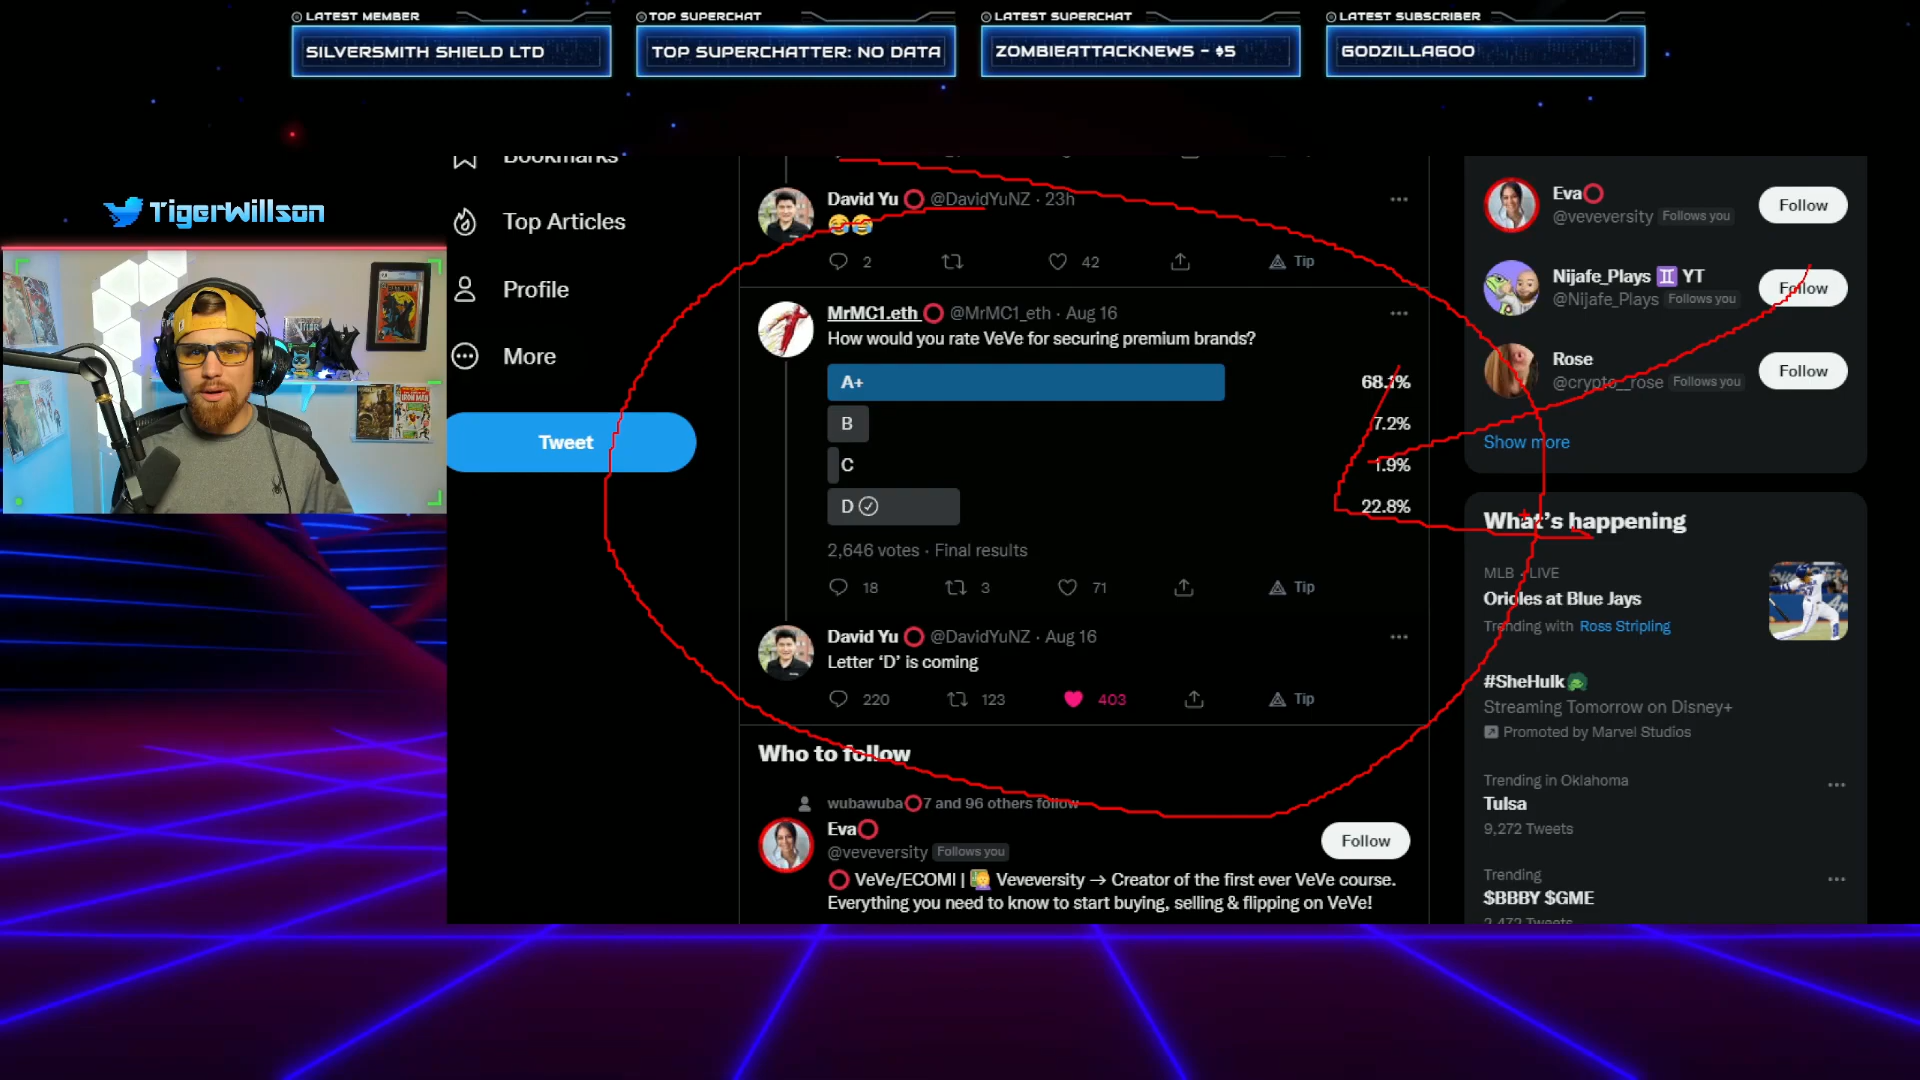 LATEST MEMBER
SILVERSMITH SHIELD LTD
TOP SUPERCHAT
TOP SUPERCHATTER: NO DATA
LATEST SUPERCHAT
ZOMBIEATTACKNEWS - $5
LATEST SUBSCRIBER
GODZILLAGOO
TigerWillson
Bookmarks
Top Articles
Profile
More
Tweet
David Yu @DavidYuNZ · 23h
2 42 Tip
MrMC1.eth @MrMC1_eth · Aug 16
How would you rate VeVe for securing premium brands?
A+ 68.1%
B 7.2%
C 1.9%
D 22.8%
2,646 votes · Final results
18 3 71 Tip
David Yu @DavidYuNZ · Aug 16
Letter ‘D’ is coming
220 123 403 Tip
Who to follow
wubawuba⭕7 and 96 others follow
Eva⭕
@veveversity Follows you
Follow
⭕ VeVe/ECOMI | Veveversity → Creator of the first ever VeVe course.
Everything you need to know to start buying, selling & flipping on VeVe!
Eva⭕
@veveversity Follows you
Follow
Nijafe_Plays ♊ YT
@Nijafe_Plays Follows you
Follow
Rose
@crypto__rose Follows you
Follow
Show more
What’s happening
MLB · LIVE
Orioles at Blue Jays
Trending with Ross Stripling
#SheHulk
Streaming Tomorrow on Disney+
Promoted by Marvel Studios
Trending in Oklahoma
Tulsa
9,272 Tweets
Trending
$BBBY $GME
2,472 Tweets